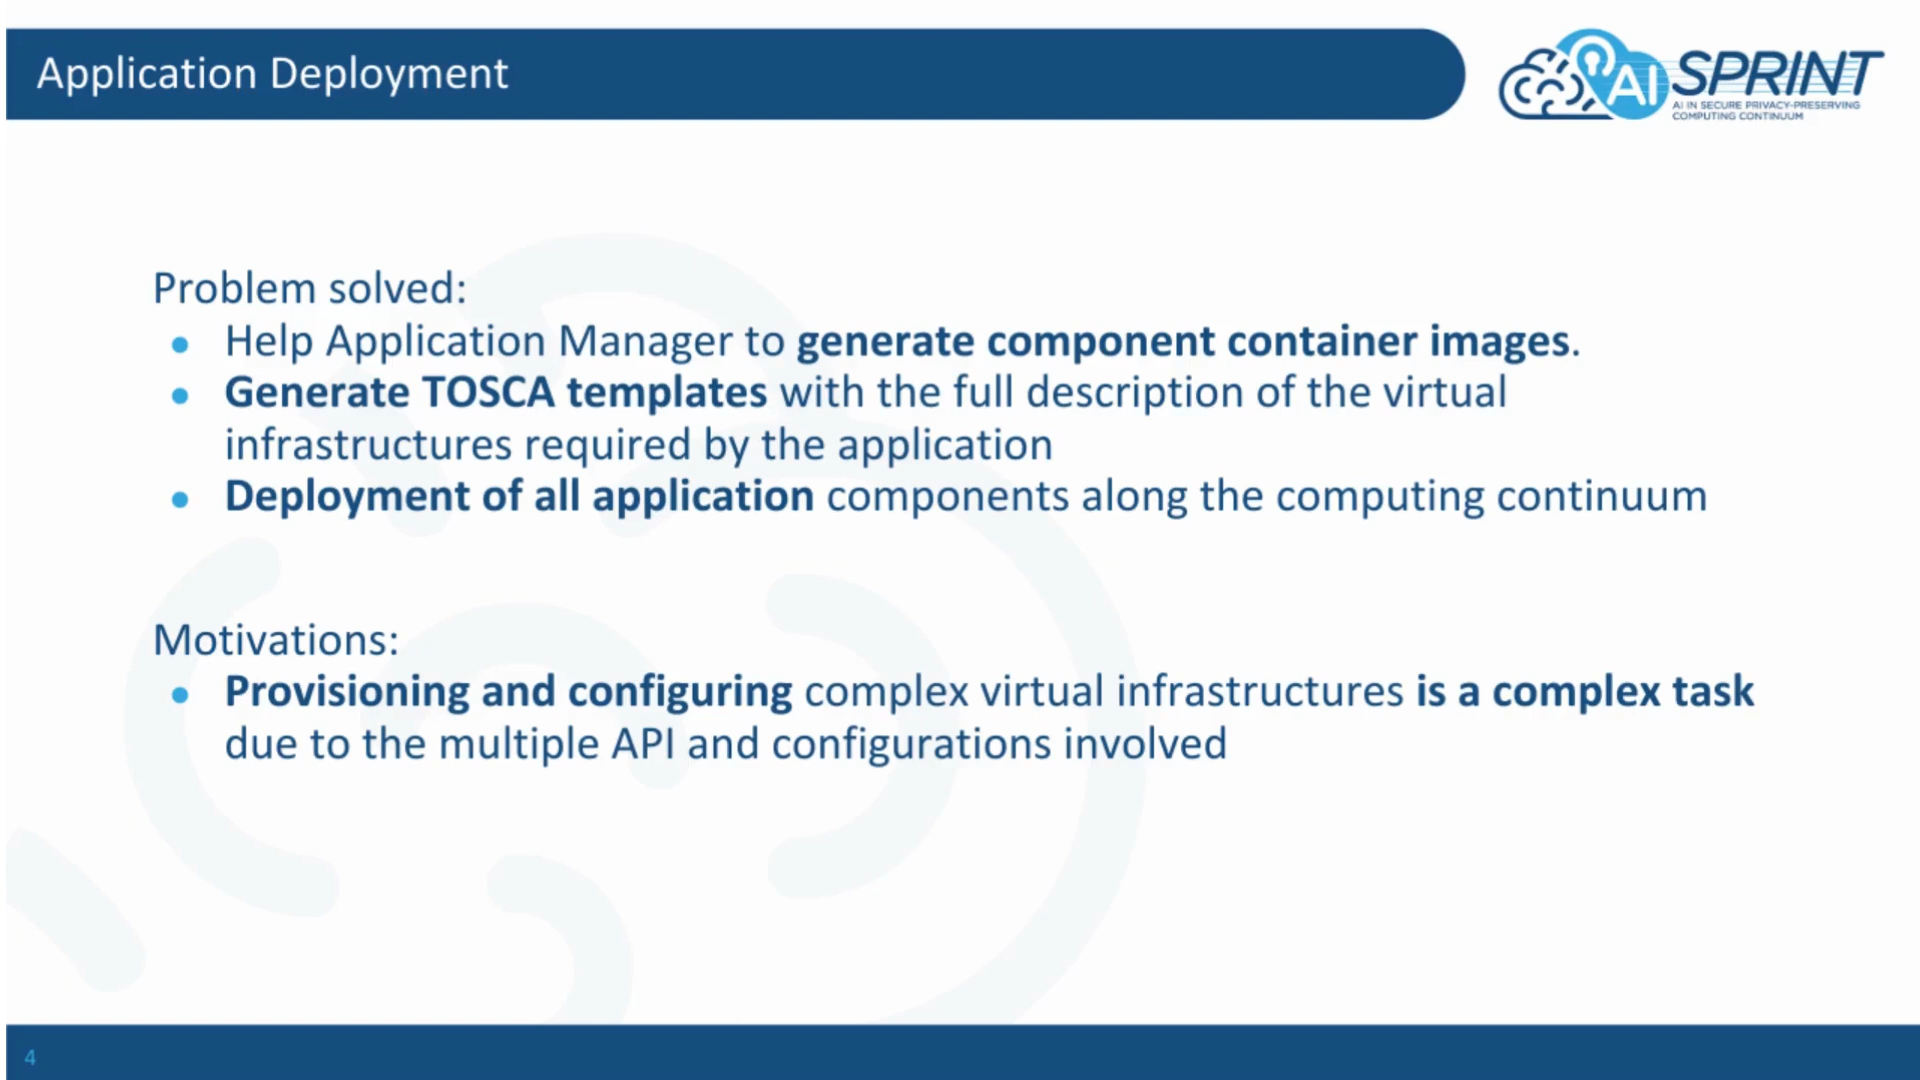 Application Deployment
AI SPRINT
AI IN SECURE PRIVACY-PRESERVING
COMPUTING CONTINUUM
Problem solved:
● Help Application Manager to generate component container images.
● Generate TOSCA templates with the full description of the virtual
infrastructures required by the application
● Deployment of all application components along the computing continuum
Motivations:
● Provisioning and configuring complex virtual infrastructures is a complex task
due to the multiple API and configurations involved
4